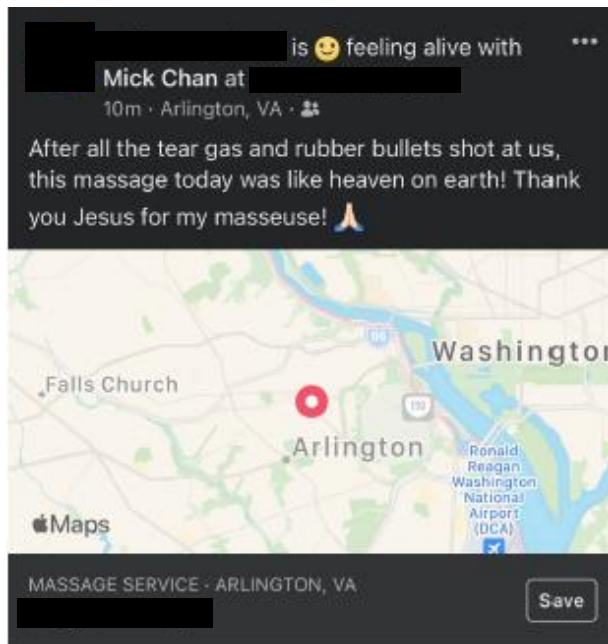 is 🙂 feeling alive with
Mick Chan at
10m · Arlington, VA ·
After all the tear gas and rubber bullets shot at us,
this massage today was like heaven on earth! Thank
you Jesus for my masseuse! 🙏🏻
66
Washington
Falls Church
110
Arlington
Ronald
Reagan
Washington
National
Airport
(DCA)
Maps
MASSAGE SERVICE · ARLINGTON, VA
Save